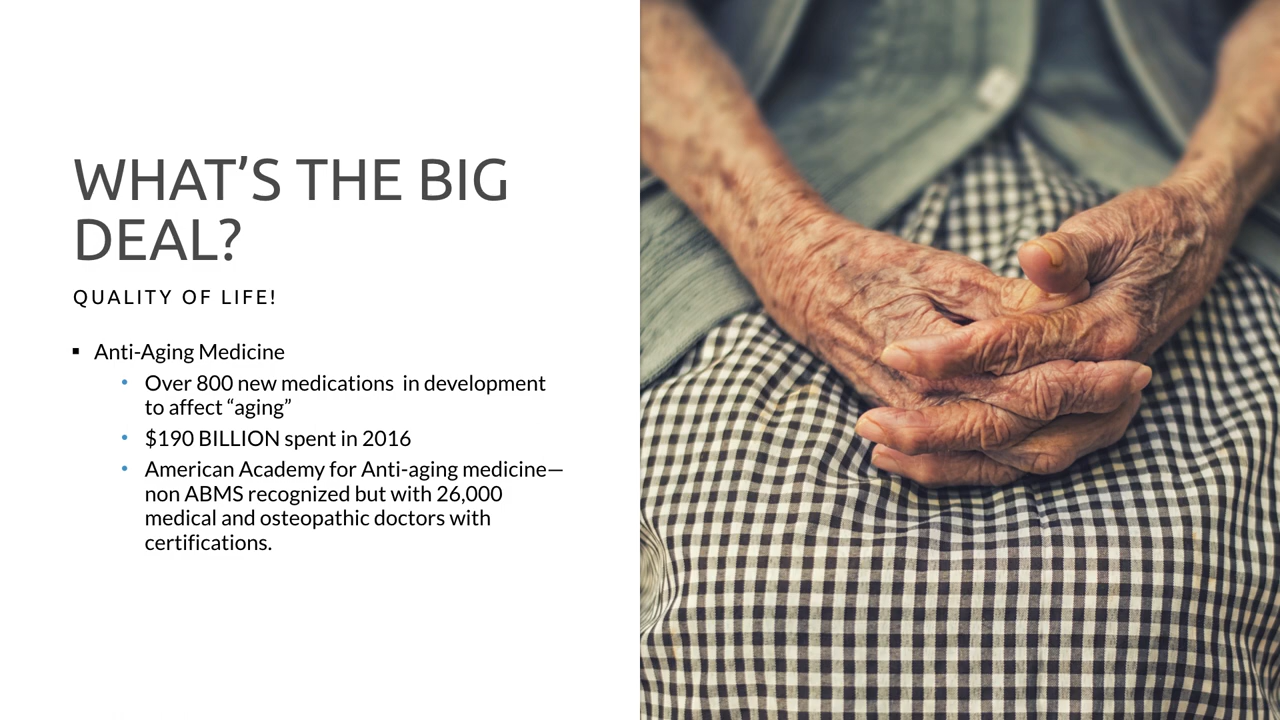 WHAT’S THE BIG
DEAL?
QUALITY OF LIFE!
▪ Anti-Aging Medicine
• Over 800 new medications  in development
to affect “aging”
• $190 BILLION spent in 2016
• American Academy for Anti-aging medicine—
non ABMS recognized but with 26,000
medical and osteopathic doctors with
certifications.